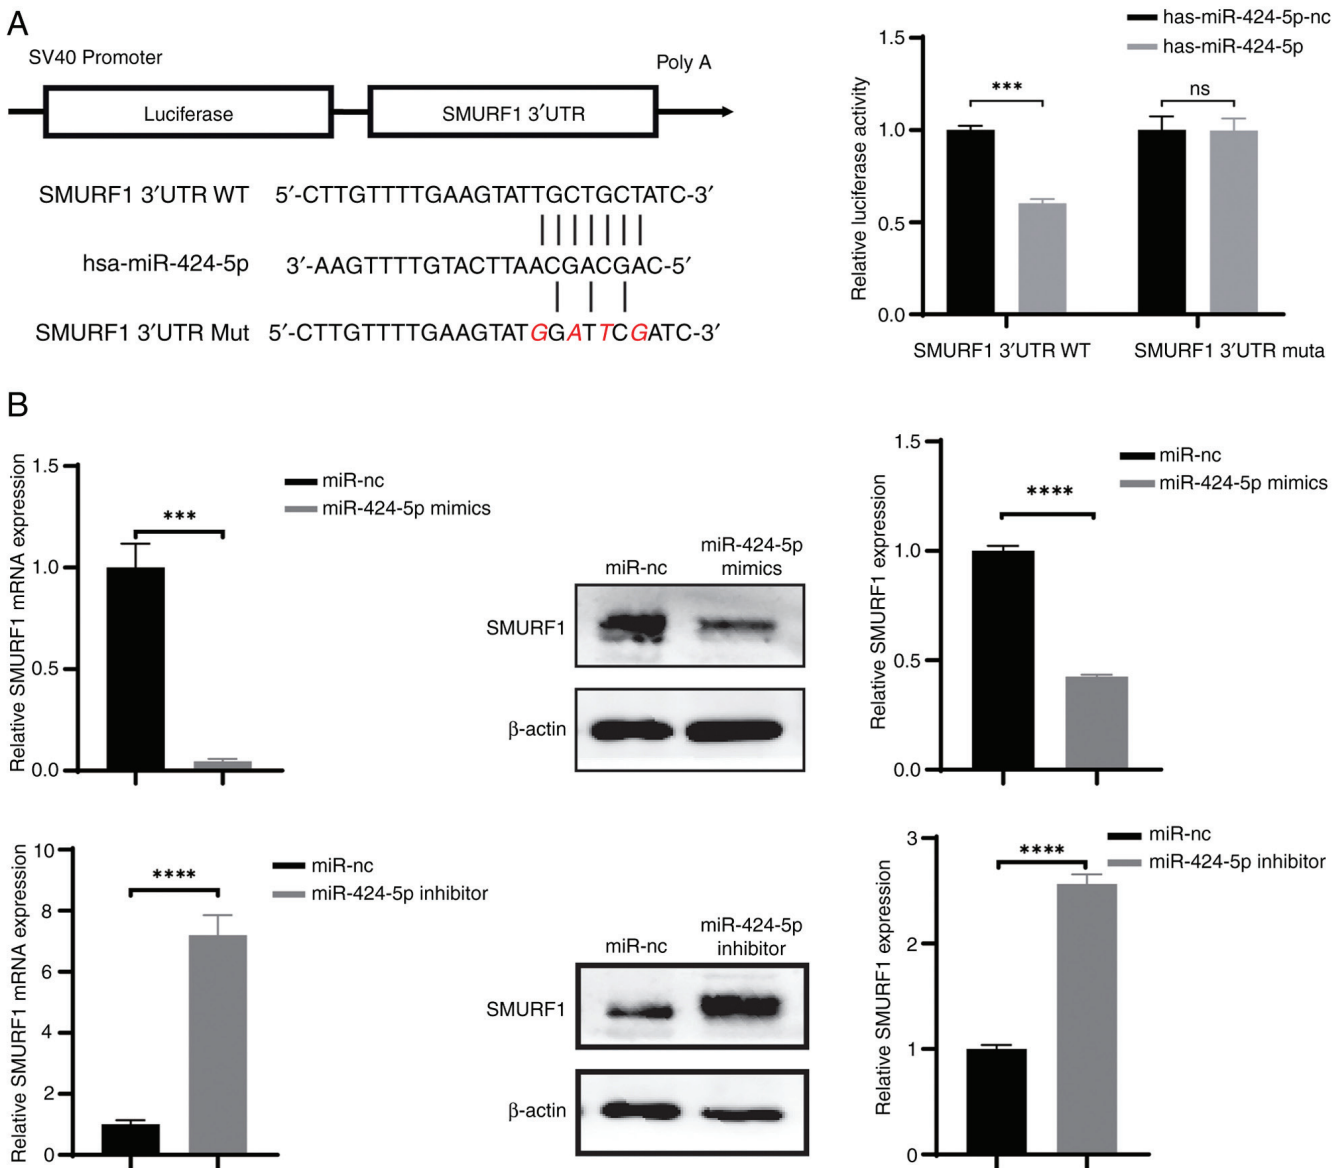 A
SV40 Promoter
Poly A
Luciferase
SMURF1 3′UTR
SMURF1 3′UTR WT 5′-CTTGTTTTGAAGTATTGCTGCTATC-3′
hsa-miR-424-5p 3′-AAGTTTTGTACTTAACGACGAC-5′
SMURF1 3′UTR Mut 5′-CTTGTTTTGAAGTATGGATTCGATC-3′
has-miR-424-5p-nc
has-miR-424-5p
Relative luciferase activity
1.5
1.0
0.5
0.0
***
ns
SMURF1 3′UTR WT
SMURF1 3′UTR muta
B
Relative SMURF1 mRNA expression
1.5
1.0
0.5
0.0
***
miR-nc
miR-424-5p mimics
miR-nc
miR-424-5p
mimics
SMURF1
β-actin
Relative SMURF1 expression
1.5
1.0
0.5
0.0
****
miR-nc
miR-424-5p mimics
Relative SMURF1 mRNA expression
10
8
6
4
2
0
****
miR-nc
miR-424-5p inhibitor
miR-nc
miR-424-5p
inhibitor
SMURF1
β-actin
Relative SMURF1 expression
3
2
1
0
****
miR-nc
miR-424-5p inhibitor